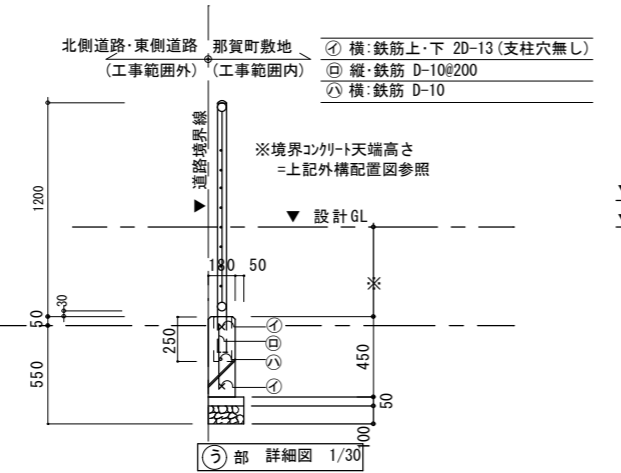 北側道路・東側道路 那賀町敷地
(工事範囲外) (工事範囲内)
㋑ 横:鉄筋上・下 2D-13(支柱穴無し)
㋺ 縦・鉄筋 D-10@200
㋩ 横:鉄筋 D-10
道路境界線
▼
※境界コンクリート天端高さ
=上記外構配置図参照
▼ 設計GL
1200
180 50
※
30
50
250
550
㋑
㋺
㋩
㋑
450
50
100
う 部 詳細図 1/30